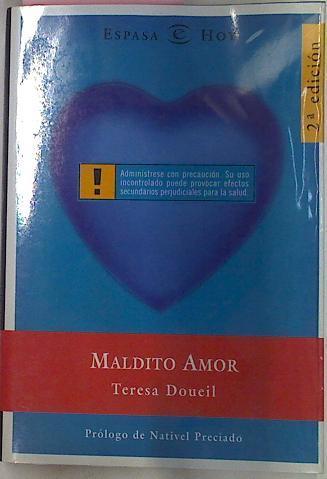 ESPASA e HOY
2ª edición
! Adminístrese con precaución. Su uso
incontrolado puede provocar efectos
secundarios perjudiciales para la salud.
MALDITO AMOR
Teresa Doueil
Prólogo de Nativel Preciado